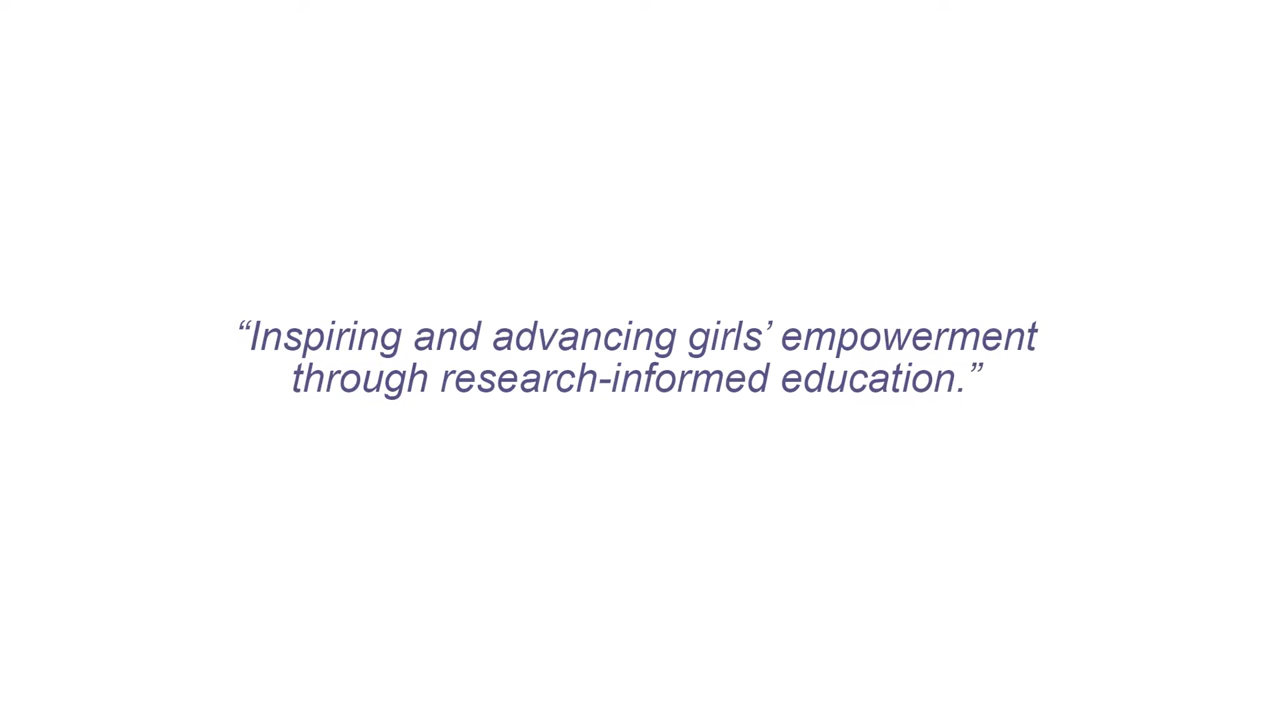 “Inspiring and advancing girls’ empowerment
through research-informed education.”